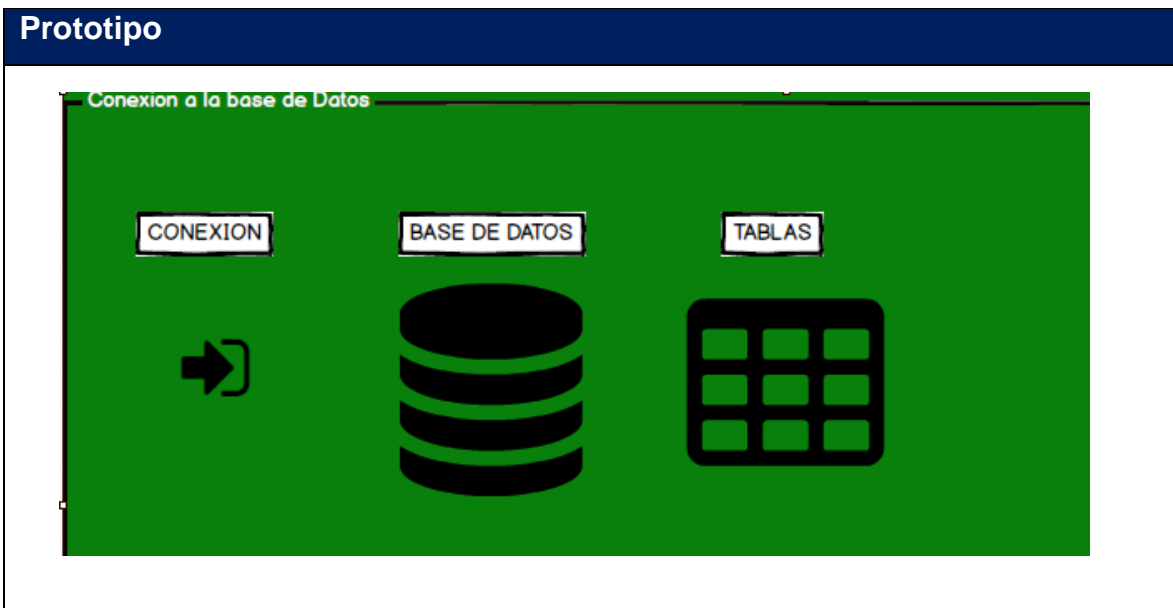 Prototipo
Conexion a la base de Datos
CONEXION
BASE DE DATOS
TABLAS